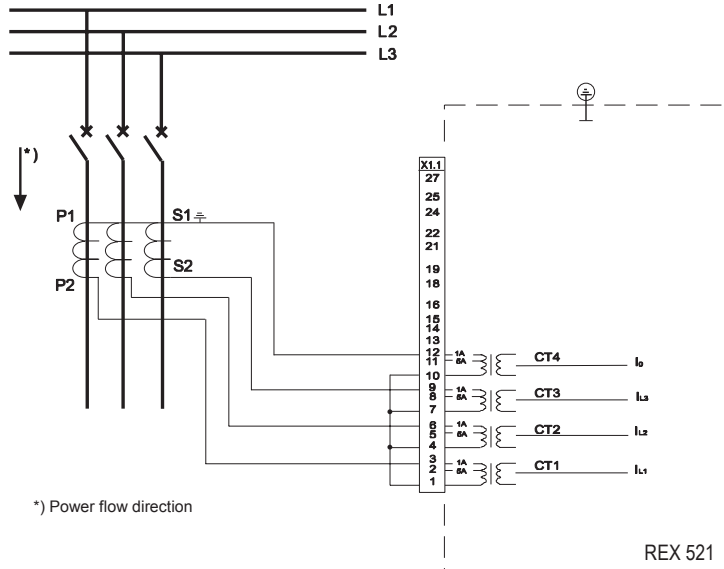 L1
L2
L3
*)
X1.1
27
25
24
22
21
19
18
16
15
14
13
12
11
10
9
8
7
6
5
4
3
2
1
P1
S1
P2
S2
1A
5A
CT4
I₀
1A
5A
CT3
IL3
1A
5A
CT2
IL2
1A
5A
CT1
IL1
*) Power flow direction
REX 521